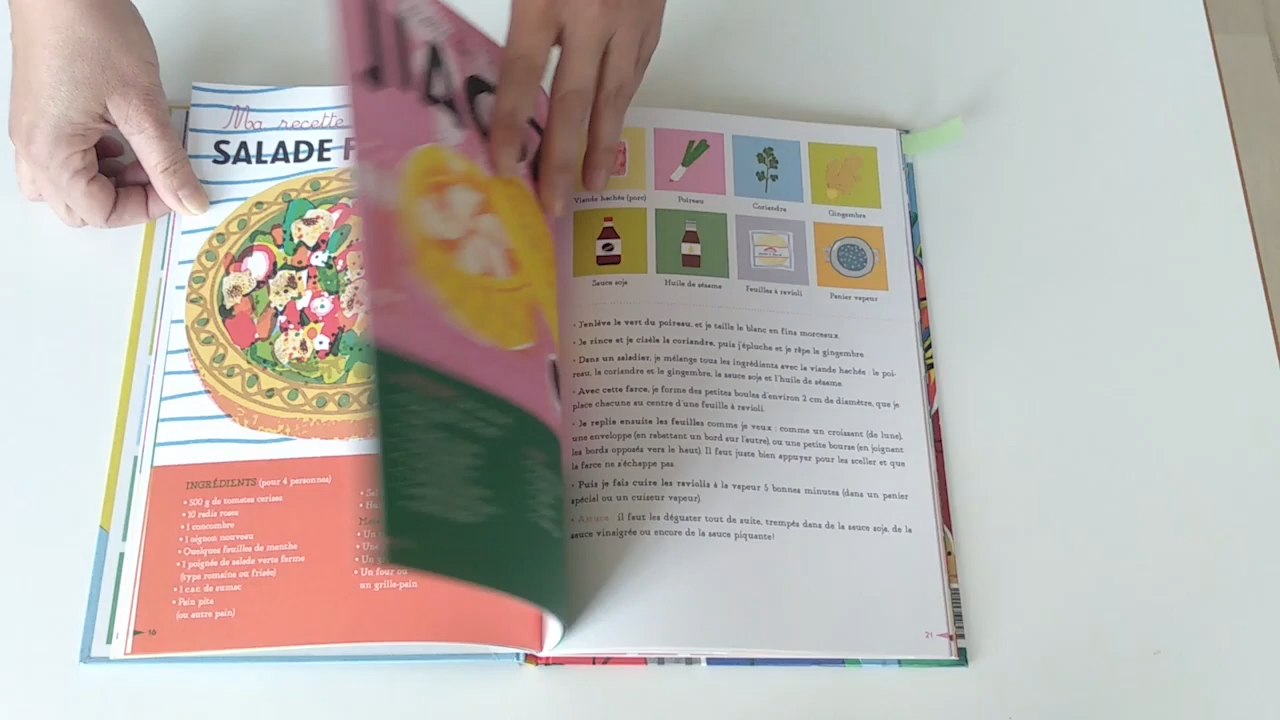 Ma recette
SALADE F
INGRÉDIENTS (pour 4 personnes)
• 500 g de tomates cerises
• 10 radis roses
• 1 concombre
• 1 oignon nouveau
• Quelques feuilles de menthe
• 1 poignée de salade verte ferme
(type romaine ou frisée)
• 1 c.a.c. de sumac
• Pain pita
(ou autre pain)
• Sel
• Un four ou
un grille-pain
16
Viande hachée (porc)
Poireau
Coriandre
Gingembre
Sauce soja
Huile de sésame
Feuilles à ravioli
Panier vapeur
• J'enlève le vert du poireau, et je taille le blanc en fins morceaux.
• Je rince et je cisèle la coriandre, puis j'épluche et je râpe le gingembre.
• Dans un saladier, je mélange tous les ingrédients avec la viande hachée : le poi-
reau, la coriandre et le gingembre, la sauce soja et l'huile de sésame.
• Avec cette farce, je forme des petites boules d'environ 2 cm de diamètre, que je
place chacune au centre d'une feuille à ravioli.
• Je replie ensuite les feuilles comme je veux : comme un croissant (de lune),
une enveloppe (en rabattant un bord sur l'autre), ou une petite bourse (en joignant
les bords opposés vers le haut). Il faut juste bien appuyer pour les sceller et que
la farce ne s'échappe pas.
• Puis je fais cuire les raviolis à la vapeur 5 bonnes minutes (dans un panier
spécial ou un cuiseur vapeur).
• Astuce : il faut les déguster tout de suite, trempés dans de la sauce soja, de la
sauce vinaigrée ou encore de la sauce piquante!
21